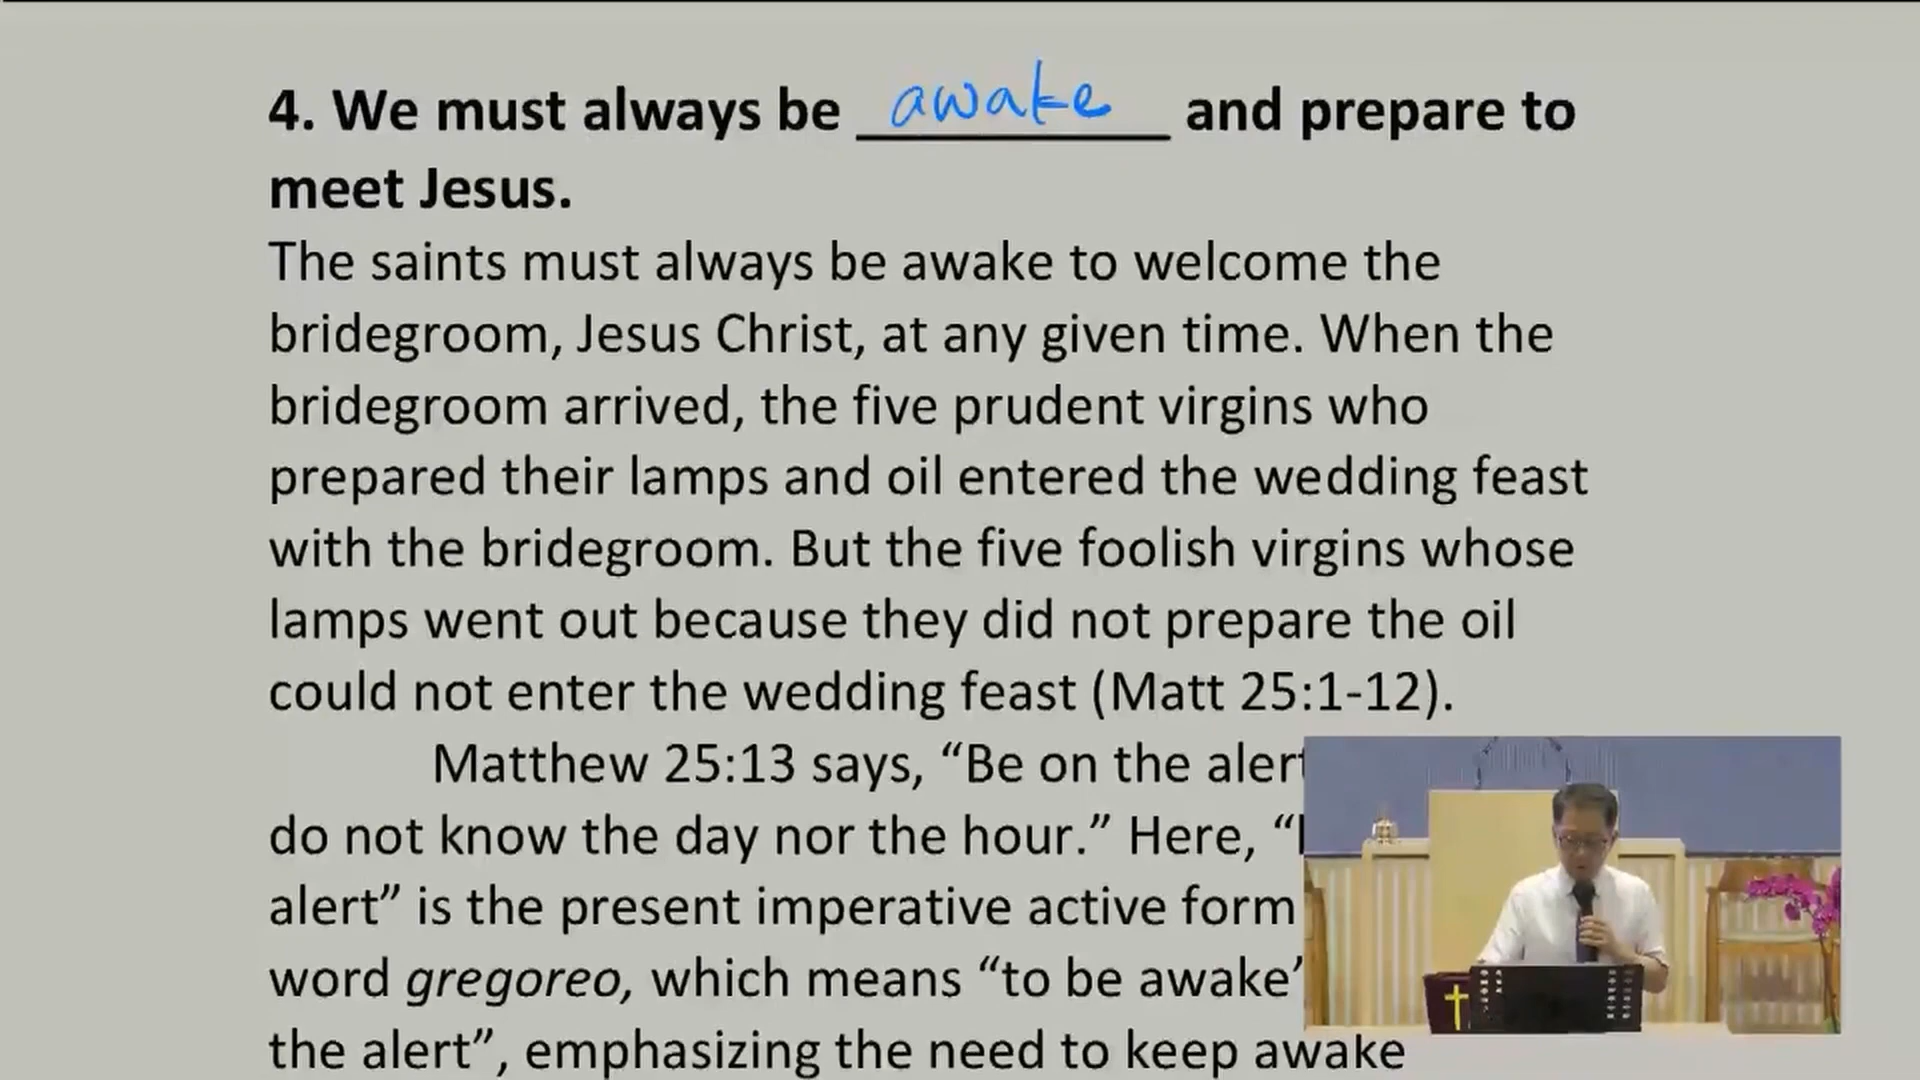 4. We must always be awake and prepare to
meet Jesus.
The saints must always be awake to welcome the
bridegroom, Jesus Christ, at any given time. When the
bridegroom arrived, the five prudent virgins who
prepared their lamps and oil entered the wedding feast
with the bridegroom. But the five foolish virgins whose
lamps went out because they did not prepare the oil
could not enter the wedding feast (Matt 25:1-12).
Matthew 25:13 says, “Be on the alert
do not know the day nor the hour.” Here, “
alert” is the present imperative active form
word gregoreo, which means “to be awake”
the alert”, emphasizing the need to keep awake